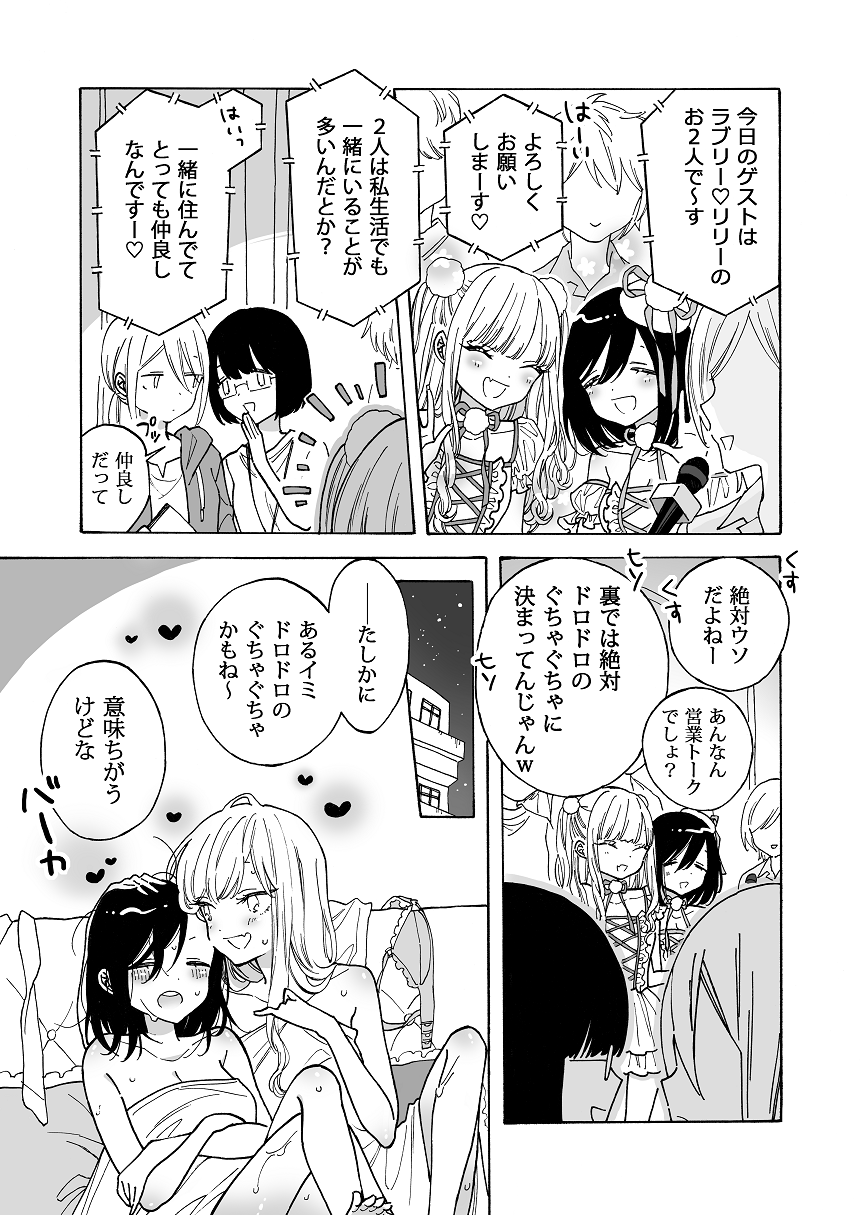 今日のゲストは
ラブリー♡リリーの
お2人で〜す
はーい
よろしく
お願い
しまーす♡
2人は私生活でも
一緒にいることが
多いんだとか？
はいっ
一緒に住んでて
とっても仲良し
なんですー♡
プッ
仲良し
だって
くす
くす
絶対ウソ
だよねー
あんなん
営業トーク
でしょ？
ヒソ
ヒソ
裏では絶対
ドロドロの
ぐちゃぐちゃに
決まってんじゃんw
―たしかに
あるイミ
ドロドロの
ぐちゃぐちゃ
かもね〜
意味ちがう
けどな
バーカ